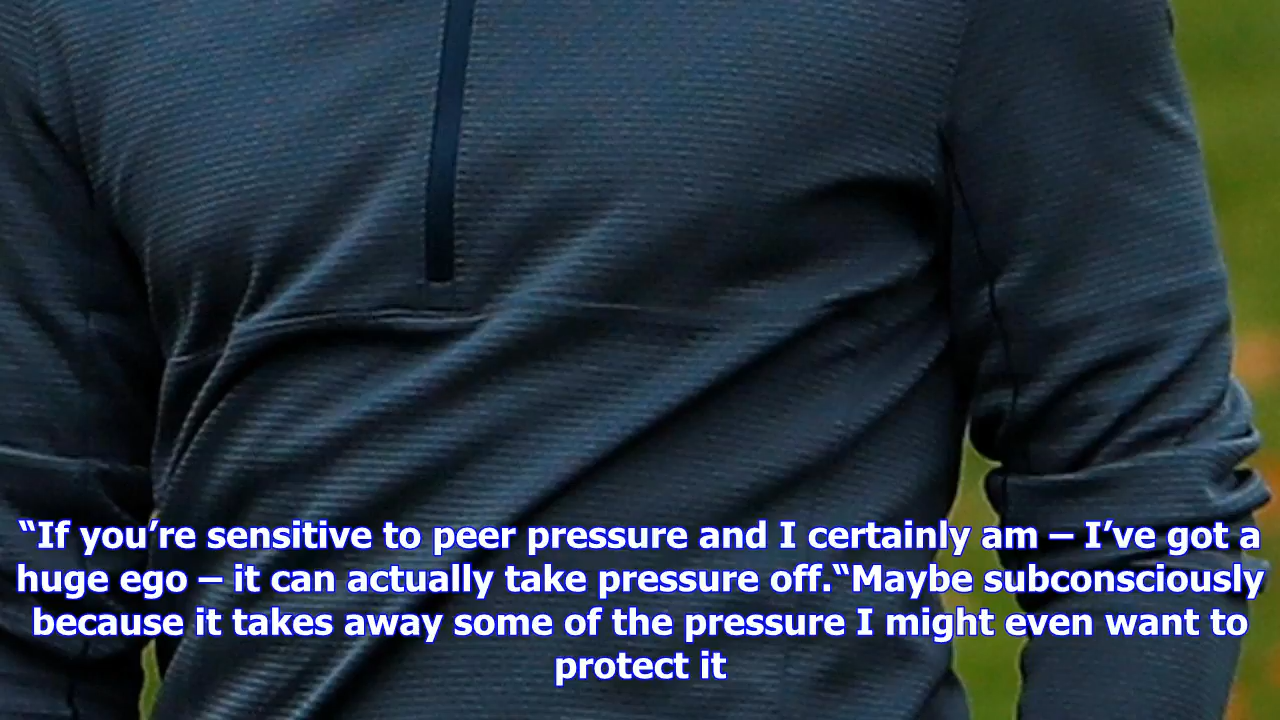 “If you’re sensitive to peer pressure and I certainly am – I’ve got a
huge ego – it can actually take pressure off.“Maybe subconsciously
because it takes away some of the pressure I might even want to
protect it